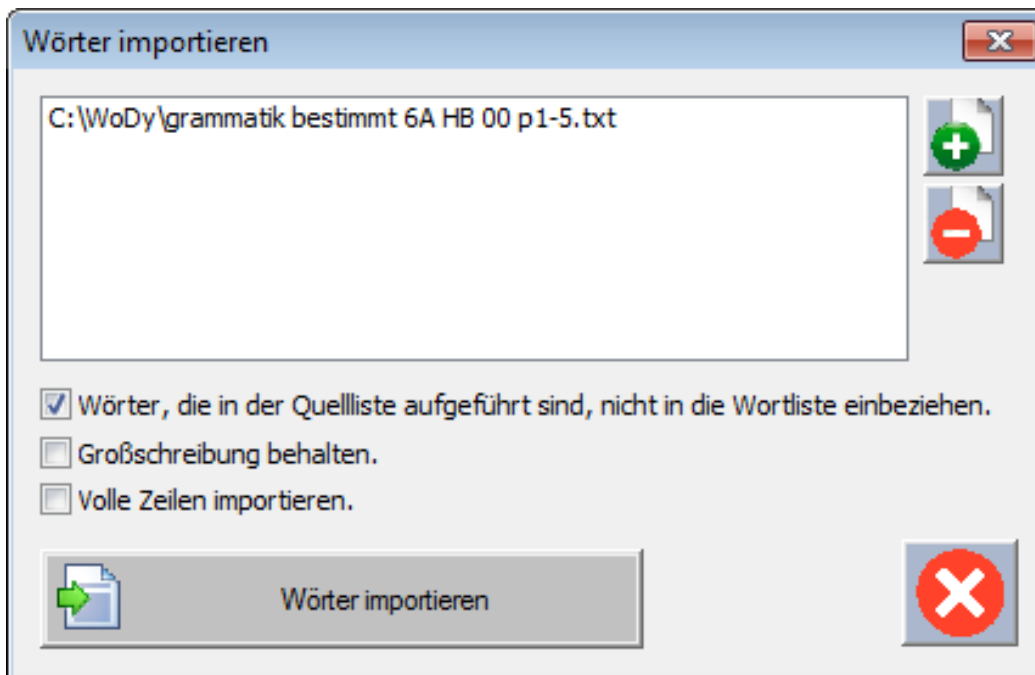 Wörter importieren
C:\WoDy\grammatik bestimmt 6A HB 00 p1-5.txt
Wörter, die in der Quellliste aufgeführt sind, nicht in die Wortliste einbeziehen.
Großschreibung behalten.
Volle Zeilen importieren.
Wörter importieren